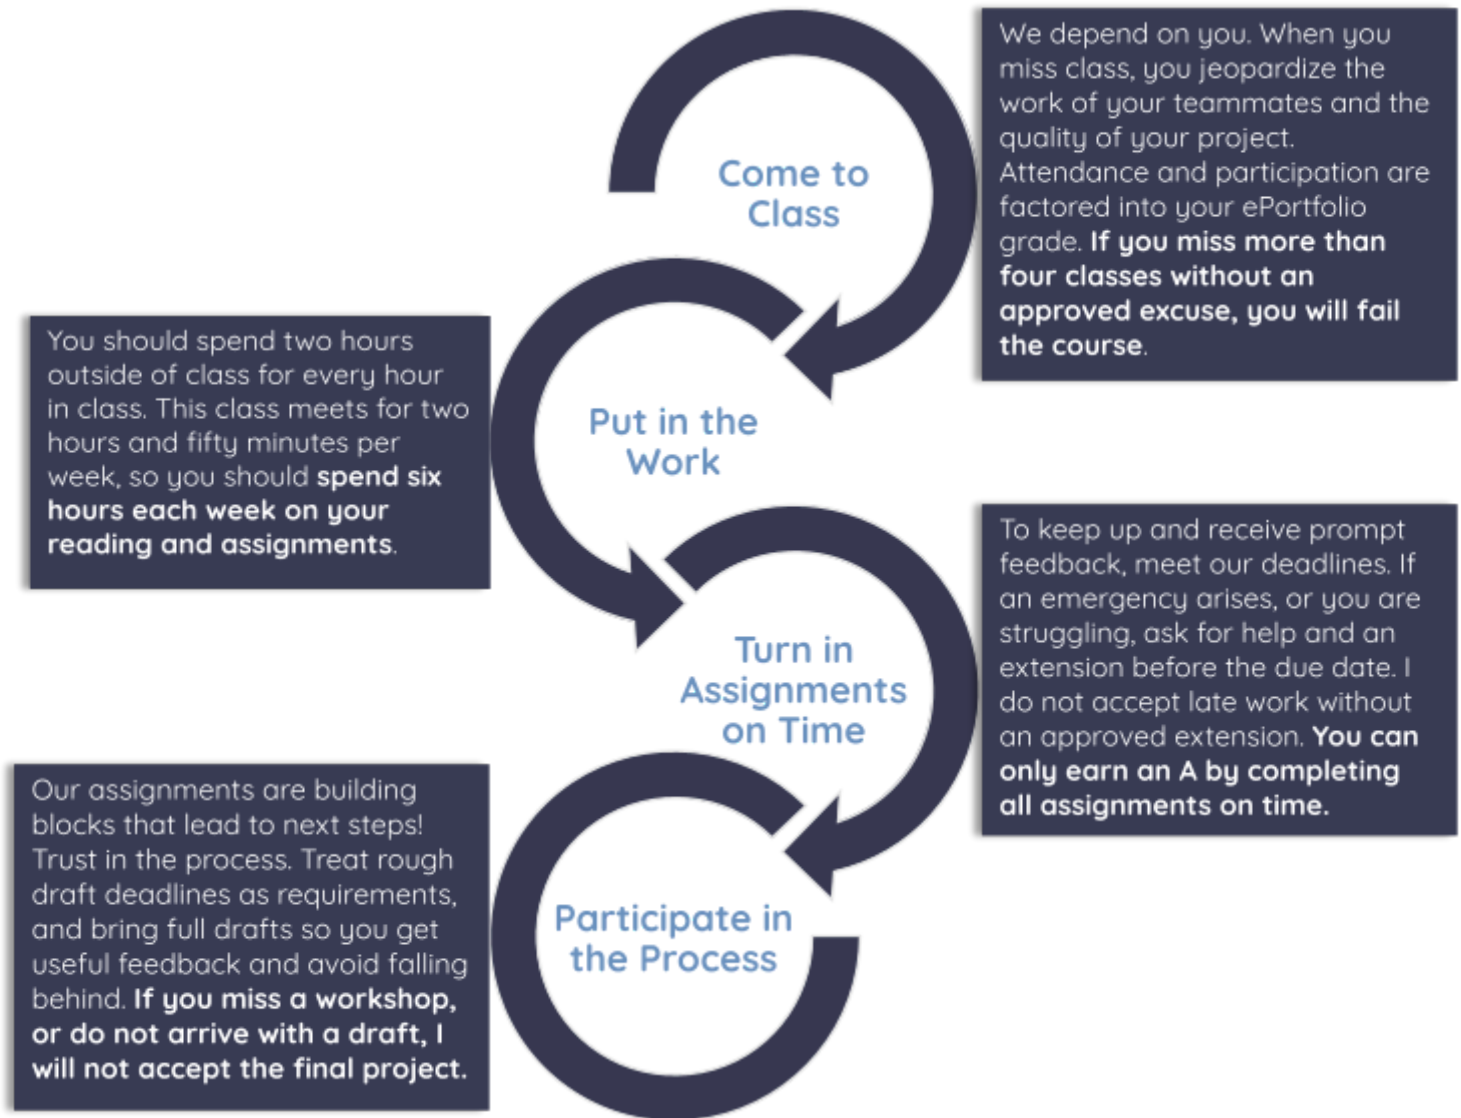 Come to
Class
We depend on you. When you
miss class, you jeopardize the
work of your teammates and the
quality of your project.
Attendance and participation are
factored into your ePortfolio
grade. If you miss more than
four classes without an
approved excuse, you will fail
the course.
Put in the
Work
You should spend two hours
outside of class for every hour
in class. This class meets for two
hours and fifty minutes per
week, so you should spend six
hours each week on your
reading and assignments.
Turn in
Assignments
on Time
To keep up and receive prompt
feedback, meet our deadlines. If
an emergency arises, or you are
struggling, ask for help and an
extension before the due date. I
do not accept late work without
an approved extension. You can
only earn an A by completing
all assignments on time.
Participate in
the Process
Our assignments are building
blocks that lead to next steps!
Trust in the process. Treat rough
draft deadlines as requirements,
and bring full drafts so you get
useful feedback and avoid falling
behind. If you miss a workshop,
or do not arrive with a draft, I
will not accept the final project.